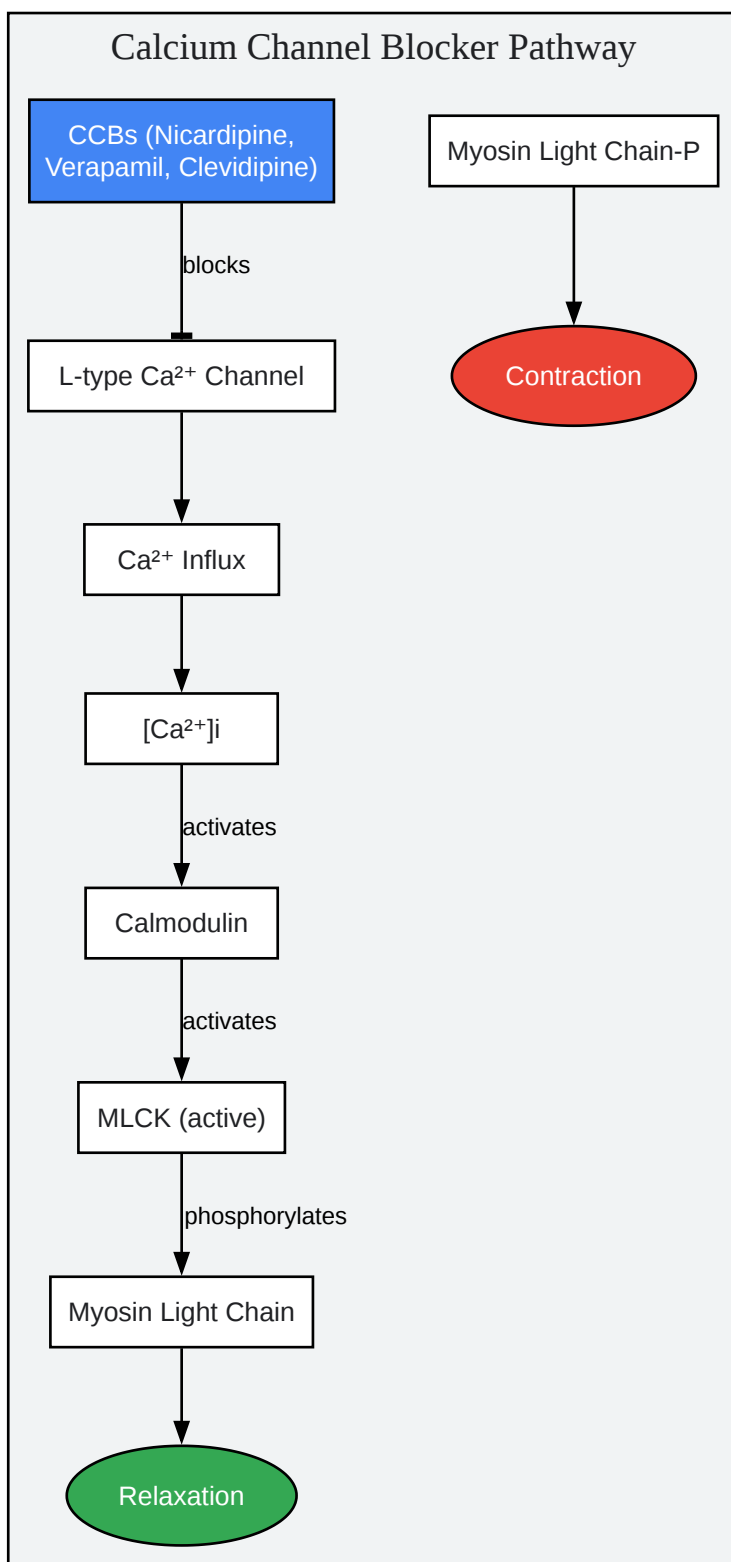 Calcium Channel Blocker Pathway
CCBs (Nicardipine,
Verapamil, Clevidipine)
Myosin Light Chain-P
blocks
L-type Ca²⁺ Channel
Contraction
Ca²⁺ Influx
[Ca²⁺]i
activates
Calmodulin
activates
MLCK (active)
phosphorylates
Myosin Light Chain
Relaxation